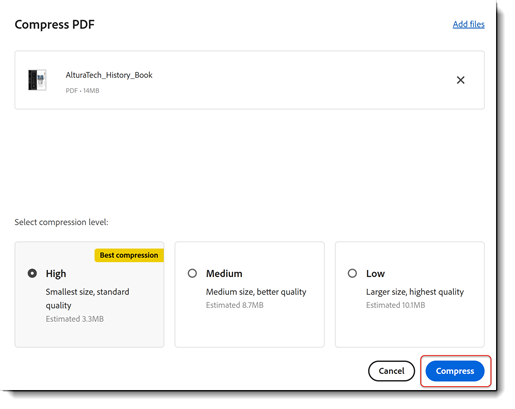 Compress PDF
Add files
AlturaTech_History_Book
PDF • 14MB
Select compression level:
Best compression
High
Smallest size, standard
quality
Estimated 3.3MB
Medium
Medium size, better quality
Estimated 8.7MB
Low
Larger size, highest quality
Estimated 10.1MB
Cancel
Compress